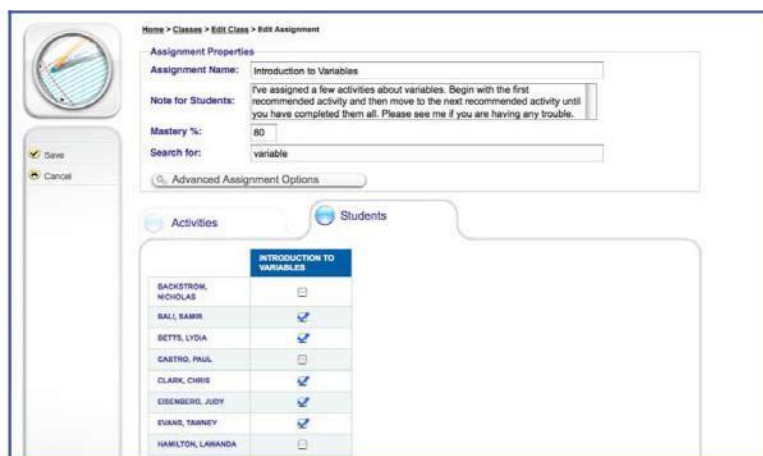 Home > Classes > Edit Class > Edit Assignment
Assignment Properties
Assignment Name: Introduction to Variables
Note for Students: I've assigned a few activities about variables. Begin with the first
recommended activity and then move to the next recommended activity until
you have completed them all. Please see me if you are having any trouble.
Mastery %: 80
Search for: variable
Advanced Assignment Options
Save
Cancel
Activities
Students
INTRODUCTION TO
VARIABLES
BACKSTROM,
NICHOLAS
BALI, SAMIR
BETTS, LYDIA
CASTRO, PAUL
CLARK, CHRIS
EISENBERG, JUDY
EVANS, TAWNEY
HAMILTON, LAWANDA